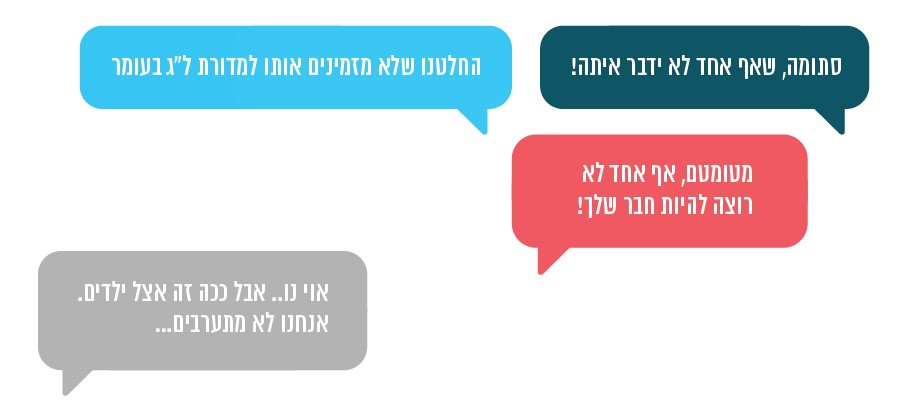 סתומה, שאף אחד לא ידבר איתה!
החלטנו שלא מזמינים אותו למדורת ל"ג בעומר
מטומטם, אף אחד לא
רוצה להיות חבר שלך!
אוי נו.. אבל ככה זה אצל ילדים.
אנחנו לא מתערבים...